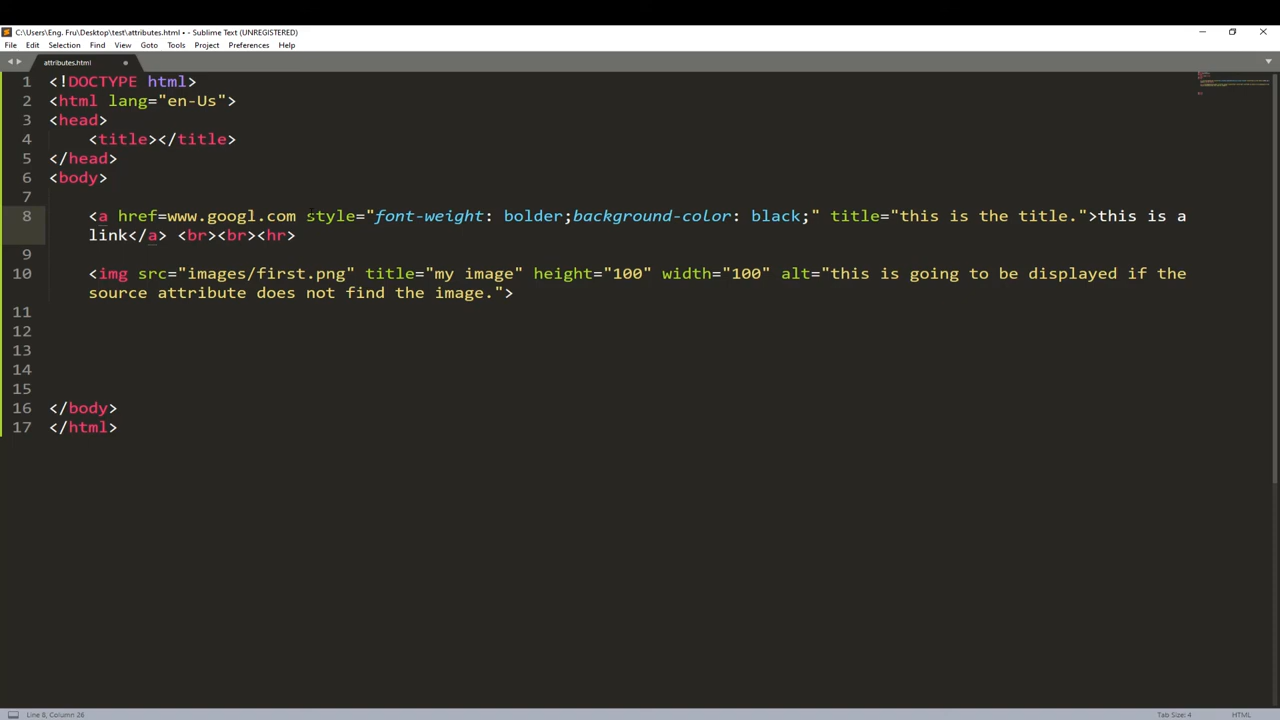 C:\Users\Eng. Fru\Desktop\test\attributes.html • - Sublime Text (UNREGISTERED)
File Edit Selection Find View Goto Tools Project Preferences Help
attributes.html
1 <!DOCTYPE html>
2 <html lang="en-Us">
3 <head>
4 <title></title>
5 </head>
6 <body>
7
8 <a href=www.googl.com style="font-weight: bolder;background-color: black;" title="this is the title.">this is a
link</a> <br><br><hr>
9
10 <img src="images/first.png" title="my image" height="100" width="100" alt="this is going to be displayed if the
source attribute does not find the image.">
11
12
13
14
15
16 </body>
17 </html>
Line 8, Column 26 Tab Size: 4 HTML